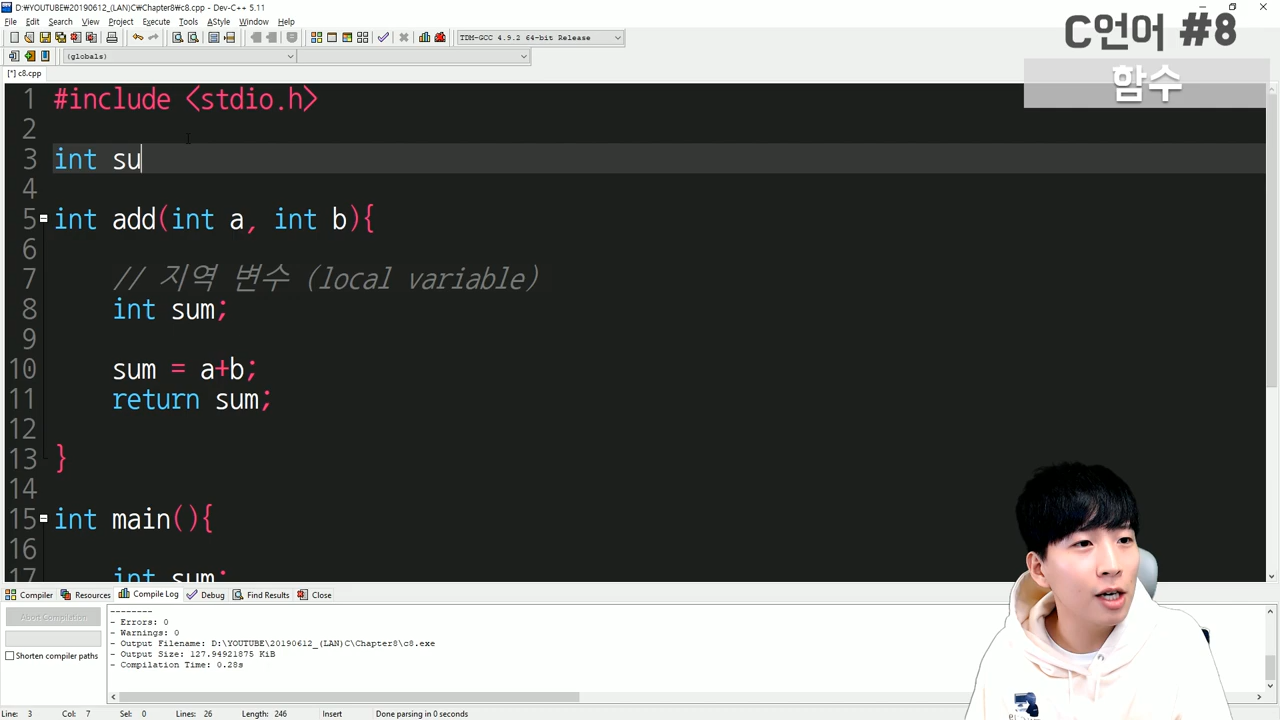 D:\YOUTUBE\20190612_(LAN)C\Chapter8\c8.cpp - Dev-C++ 5.11
File Edit Search View Project Execute Tools AStyle Window Help
TDM-GCC 4.9.2 64-bit Release
(globals)
[*] c8.cpp
C언어 #8
함수
1 #include <stdio.h>
2
3 int su
4
5 int add(int a, int b){
6
7 // 지역 변수 (local variable)
8 int sum;
9
10 sum = a+b;
11 return sum;
12
13 }
14
15 int main(){
16
17 int sum;
Compiler Resources Compile Log Debug Find Results Close
Abort Compilation
Shorten compiler paths
--------
- Errors: 0
- Warnings: 0
- Output Filename: D:\YOUTUBE\20190612_(LAN)C\Chapter8\c8.exe
- Output Size: 127.94921875 KiB
- Compilation Time: 0.28s
Line: 3 Col: 7 Sel: 0 Lines: 26 Length: 246 Insert Done parsing in 0 seconds